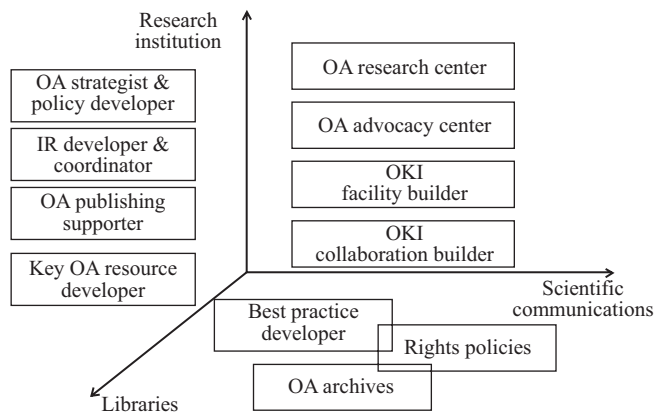 Research
institution
OA strategist &
policy developer
IR developer &
coordinator
OA publishing
supporter
Key OA resource
developer
OA research center
OA advocacy center
OKI
facility builder
OKI
collaboration builder
Scientific
communications
Best practice
developer
Rights policies
OA archives
Libraries